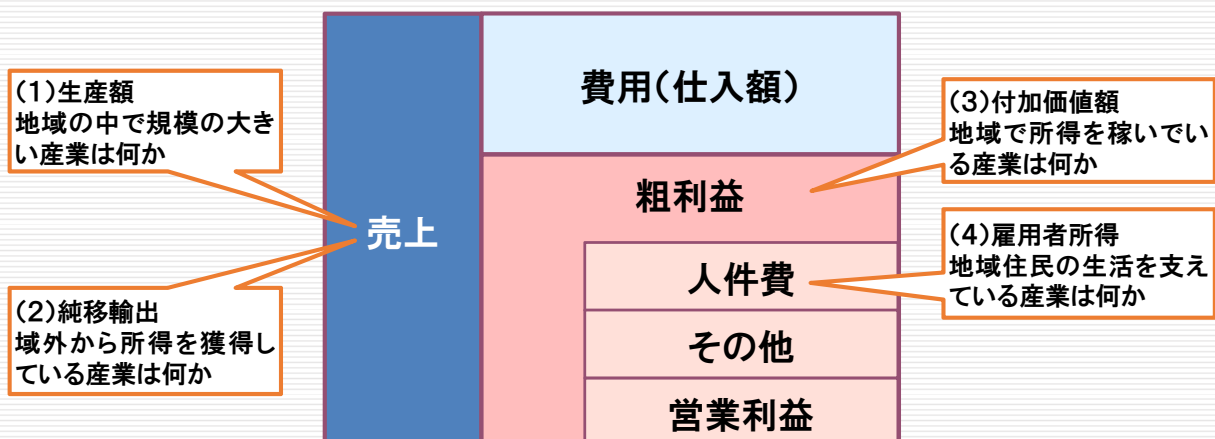 (1)生産額
地域の中で規模の大き
い産業は何か
(2)純移輸出
域外から所得を獲得し
ている産業は何か
売上
費用(仕入額)
粗利益
人件費
その他
営業利益
(3)付加価値額
地域で所得を稼いでい
る産業は何か
(4)雇用者所得
地域住民の生活を支え
ている産業は何か